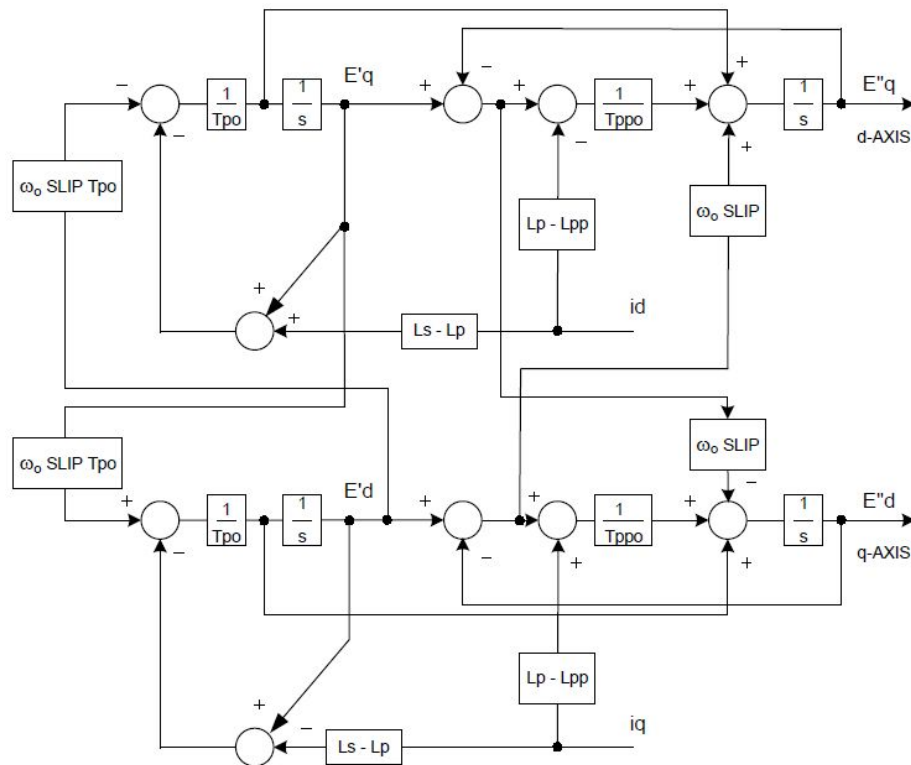 − 1 Tpo 1 s E'q + − + 1 Tppo + + 1 s E''q
− − + d-AXIS
ωo SLIP Tpo
Lp - Lpp
ωo SLIP
+ + Ls - Lp id
ωo SLIP Tpo
ωo SLIP
+ 1 Tpo 1 s E'd + + 1 Tppo + − 1 s E''d
− − + + q-AXIS
Lp - Lpp
+ − Ls - Lp iq